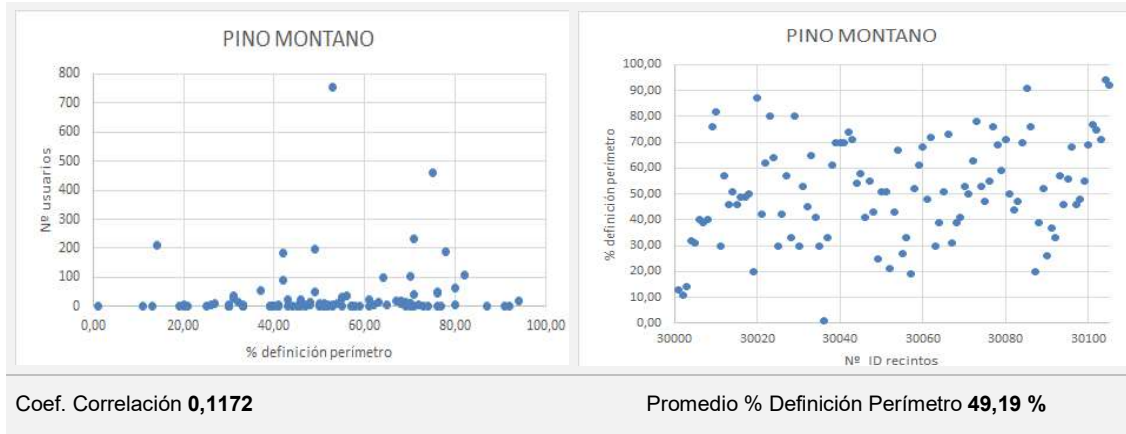 PINO MONTANO
800
700
600
500
400
300
200
100
0
Nº usuarios
0,00 20,00 40,00 60,00 80,00 100,00
% definición perímetro
PINO MONTANO
100,00
90,00
80,00
70,00
60,00
50,00
40,00
30,00
20,00
10,00
0,00
% definición perímetro
30000 30020 30040 30060 30080 30100
Nº ID recintos
Coef. Correlación 0,1172
Promedio % Definición Perímetro 49,19 %